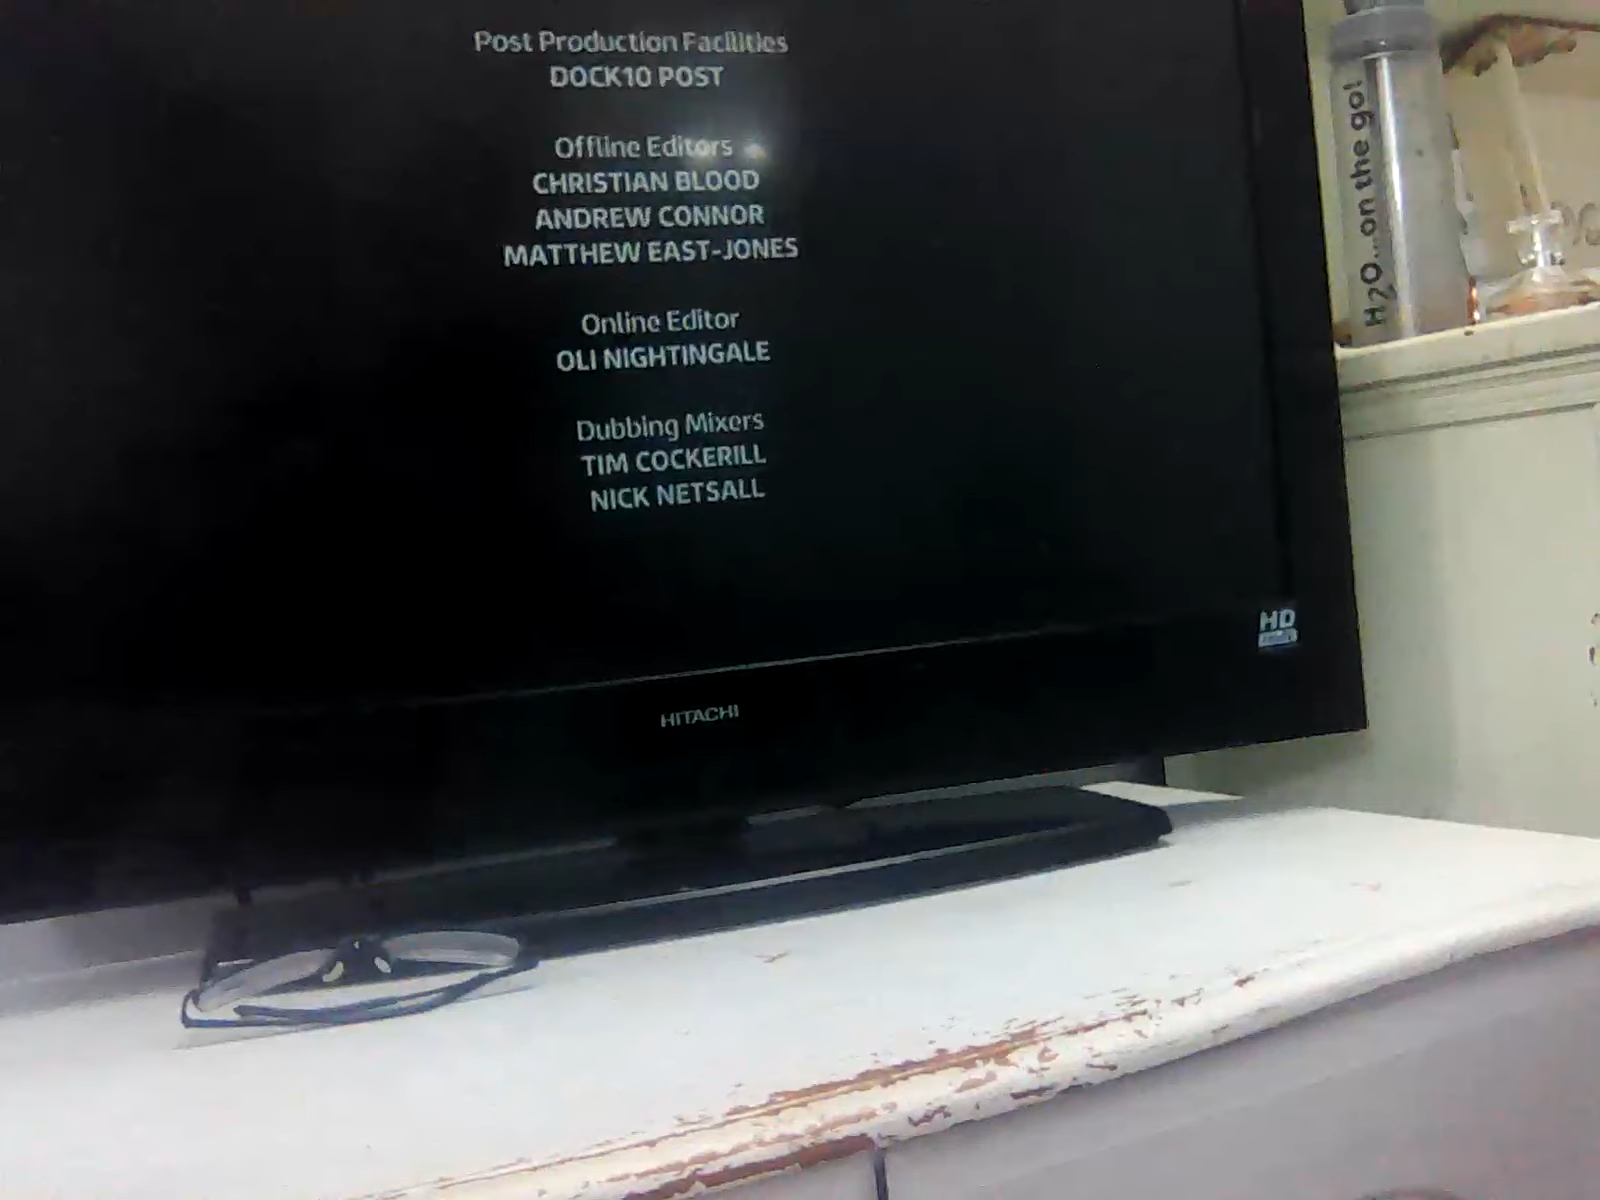 Post Production Facilities
DOCK10 POST
Offline Editors
CHRISTIAN BLOOD
ANDREW CONNOR
MATTHEW EAST-JONES
Online Editor
OLI NIGHTINGALE
Dubbing Mixers
TIM COCKERILL
NICK NETSALL
HITACHI
HD
H2O...on the go!